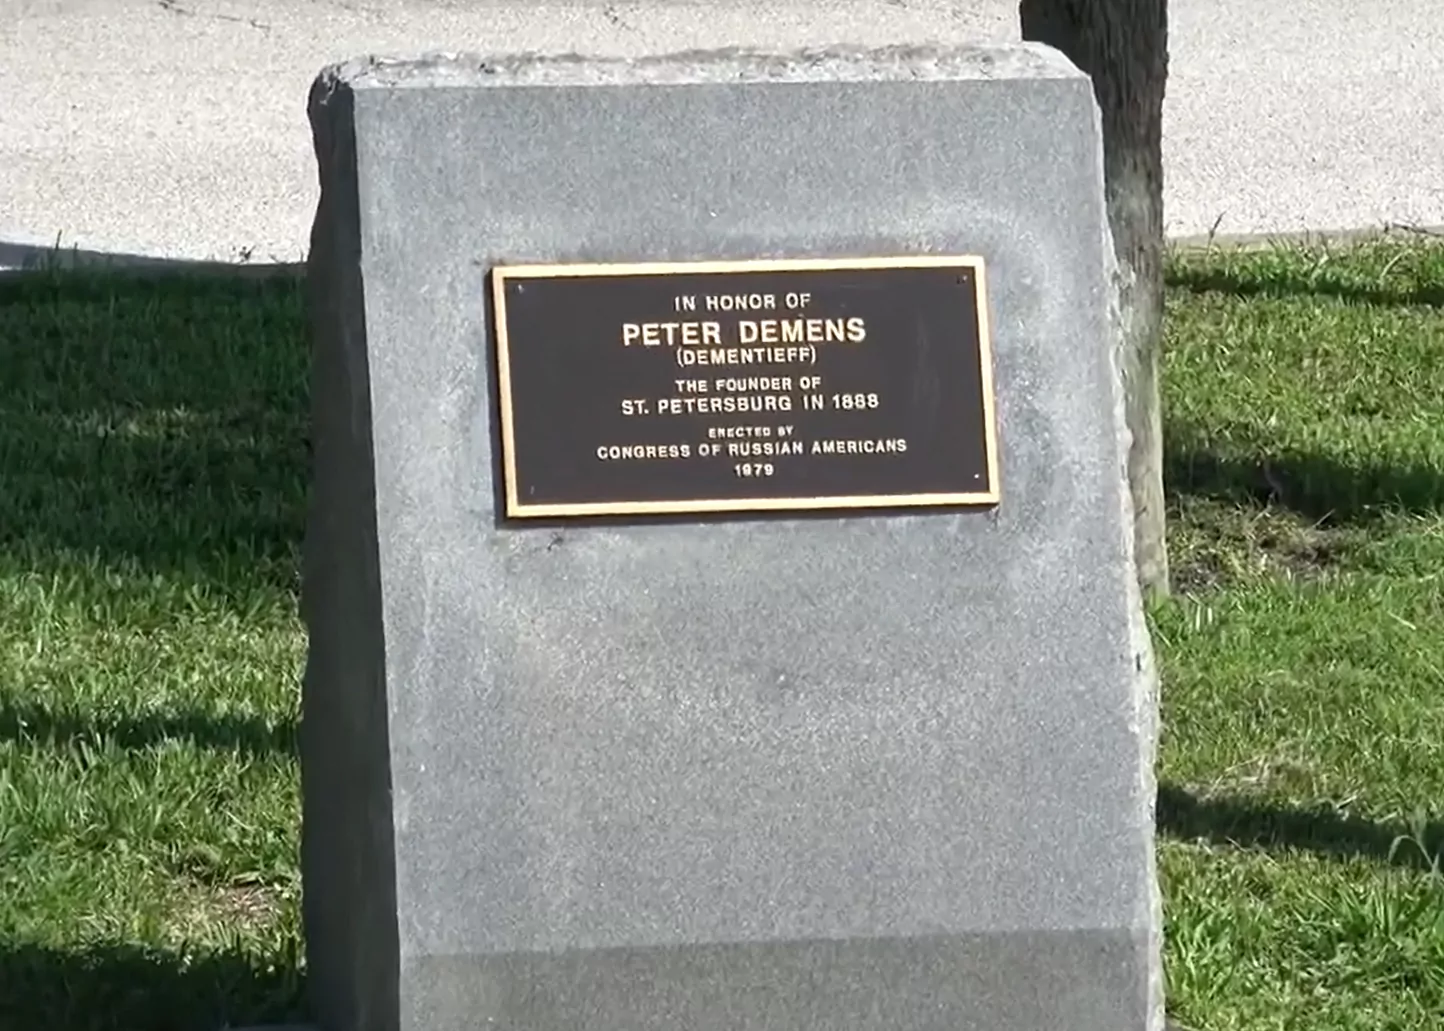 IN HONOR OF
PETER DEMENS
(DEMENTIEFF)
THE FOUNDER OF
ST. PETERSBURG IN 1888
ERECTED BY
CONGRESS OF RUSSIAN AMERICANS
1979